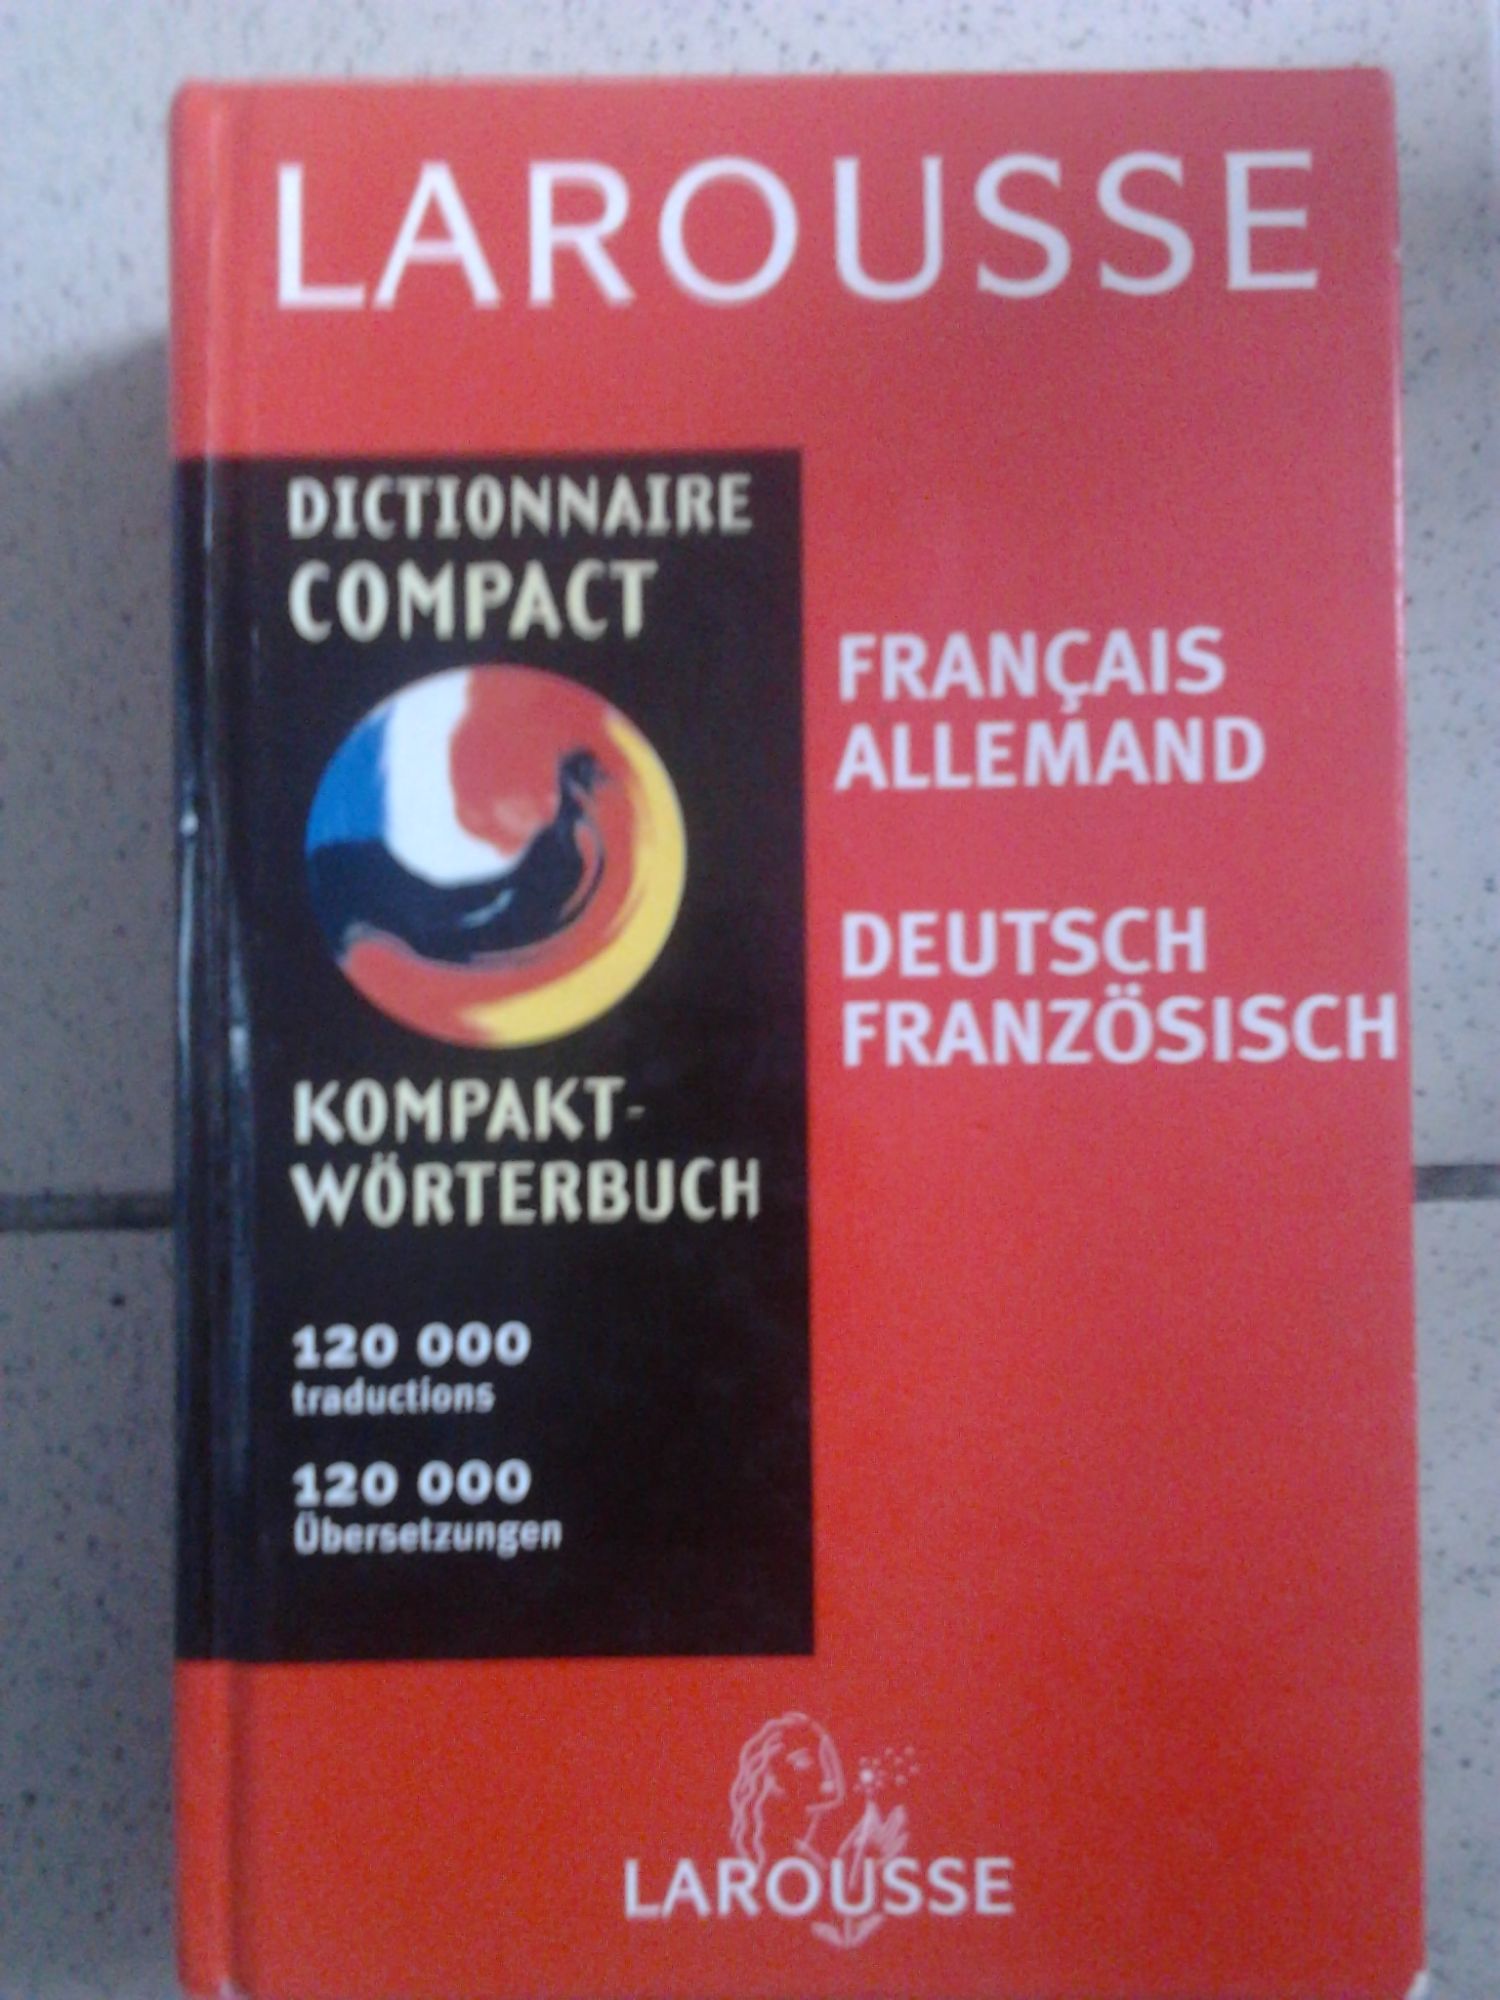 LAROUSSE
DICTIONNAIRE
COMPACT
KOMPAKT-
WÖRTERBUCH
120 000
traductions
120 000
Übersetzungen
FRANÇAIS
ALLEMAND
DEUTSCH
FRANZÖSISCH
LAROUSSE